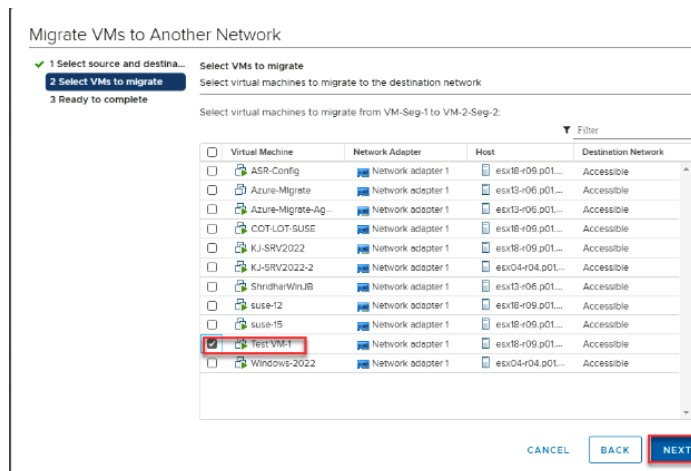 Migrate VMs to Another Network
1 Select source and destina...
2 Select VMs to migrate
3 Ready to complete
Select VMs to migrate
Select virtual machines to migrate to the destination network
Select virtual machines to migrate from VM-Seg-1 to VM-2-Seg-2:
Filter
Virtual Machine Network Adapter Host Destination Network
ASR-Config Network adapter 1 esx18-r09.p01.... Accessible
Azure-Migrate Network adapter 1 esx13-r06.p01.... Accessible
Azure-Migrate-Ag... Network adapter 1 esx13-r06.p01.... Accessible
COT-LOT-SUSE Network adapter 1 esx18-r09.p01.... Accessible
KJ-SRV2022 Network adapter 1 esx18-r09.p01.... Accessible
KJ-SRV2022-2 Network adapter 1 esx04-r04.p01.... Accessible
ShridharWinJB Network adapter 1 esx13-r06.p01.... Accessible
suse-12 Network adapter 1 esx18-r09.p01.... Accessible
suse-15 Network adapter 1 esx18-r09.p01.... Accessible
Test VM-1 Network adapter 1 esx18-r09.p01.... Accessible
Windows-2022 Network adapter 1 esx04-r04.p01.... Accessible
CANCEL BACK NEXT